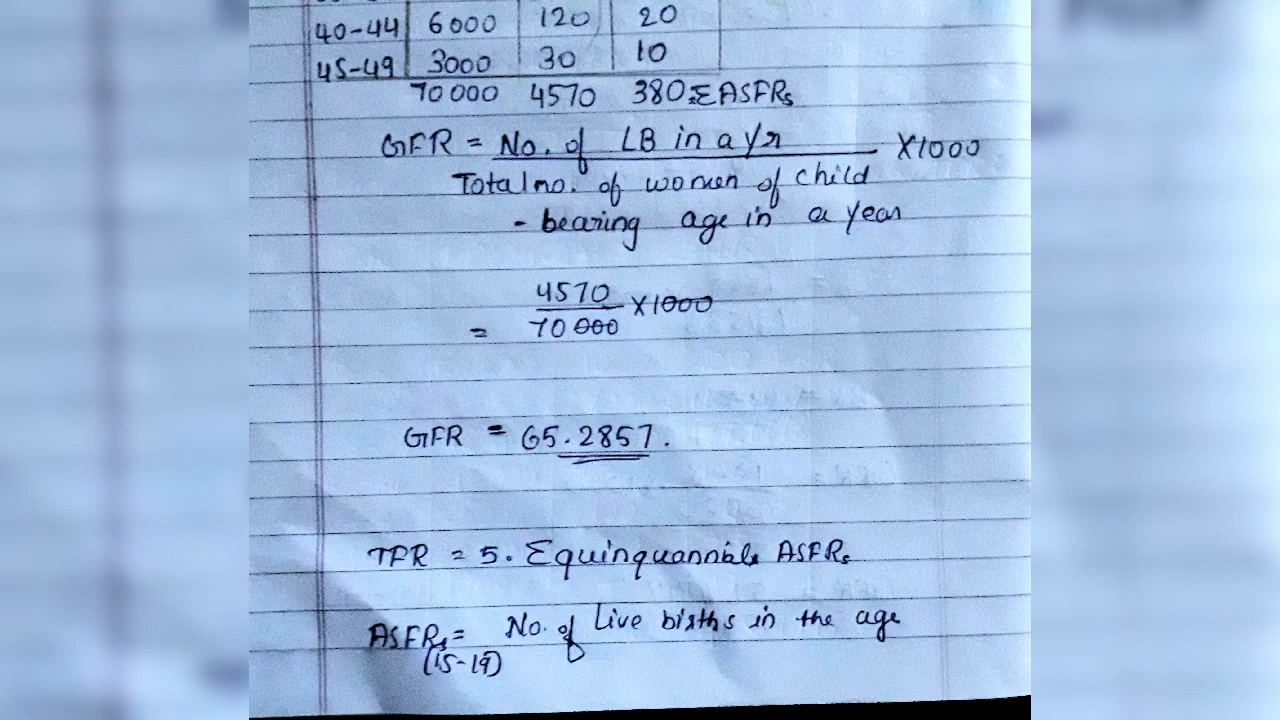 40-44 6000 120 20
45-49 3000 30 10
70000 4570 380 = ΣASFRs
GFR = No. of LB in a yr X1000
Total no. of women of child
- bearing age in a year
= 4570/70000 X1000
GFR = 65.2857.
TFR = 5. Σquinquannials ASFRs
ASFRs = No. of Live births in the age
(15-19)